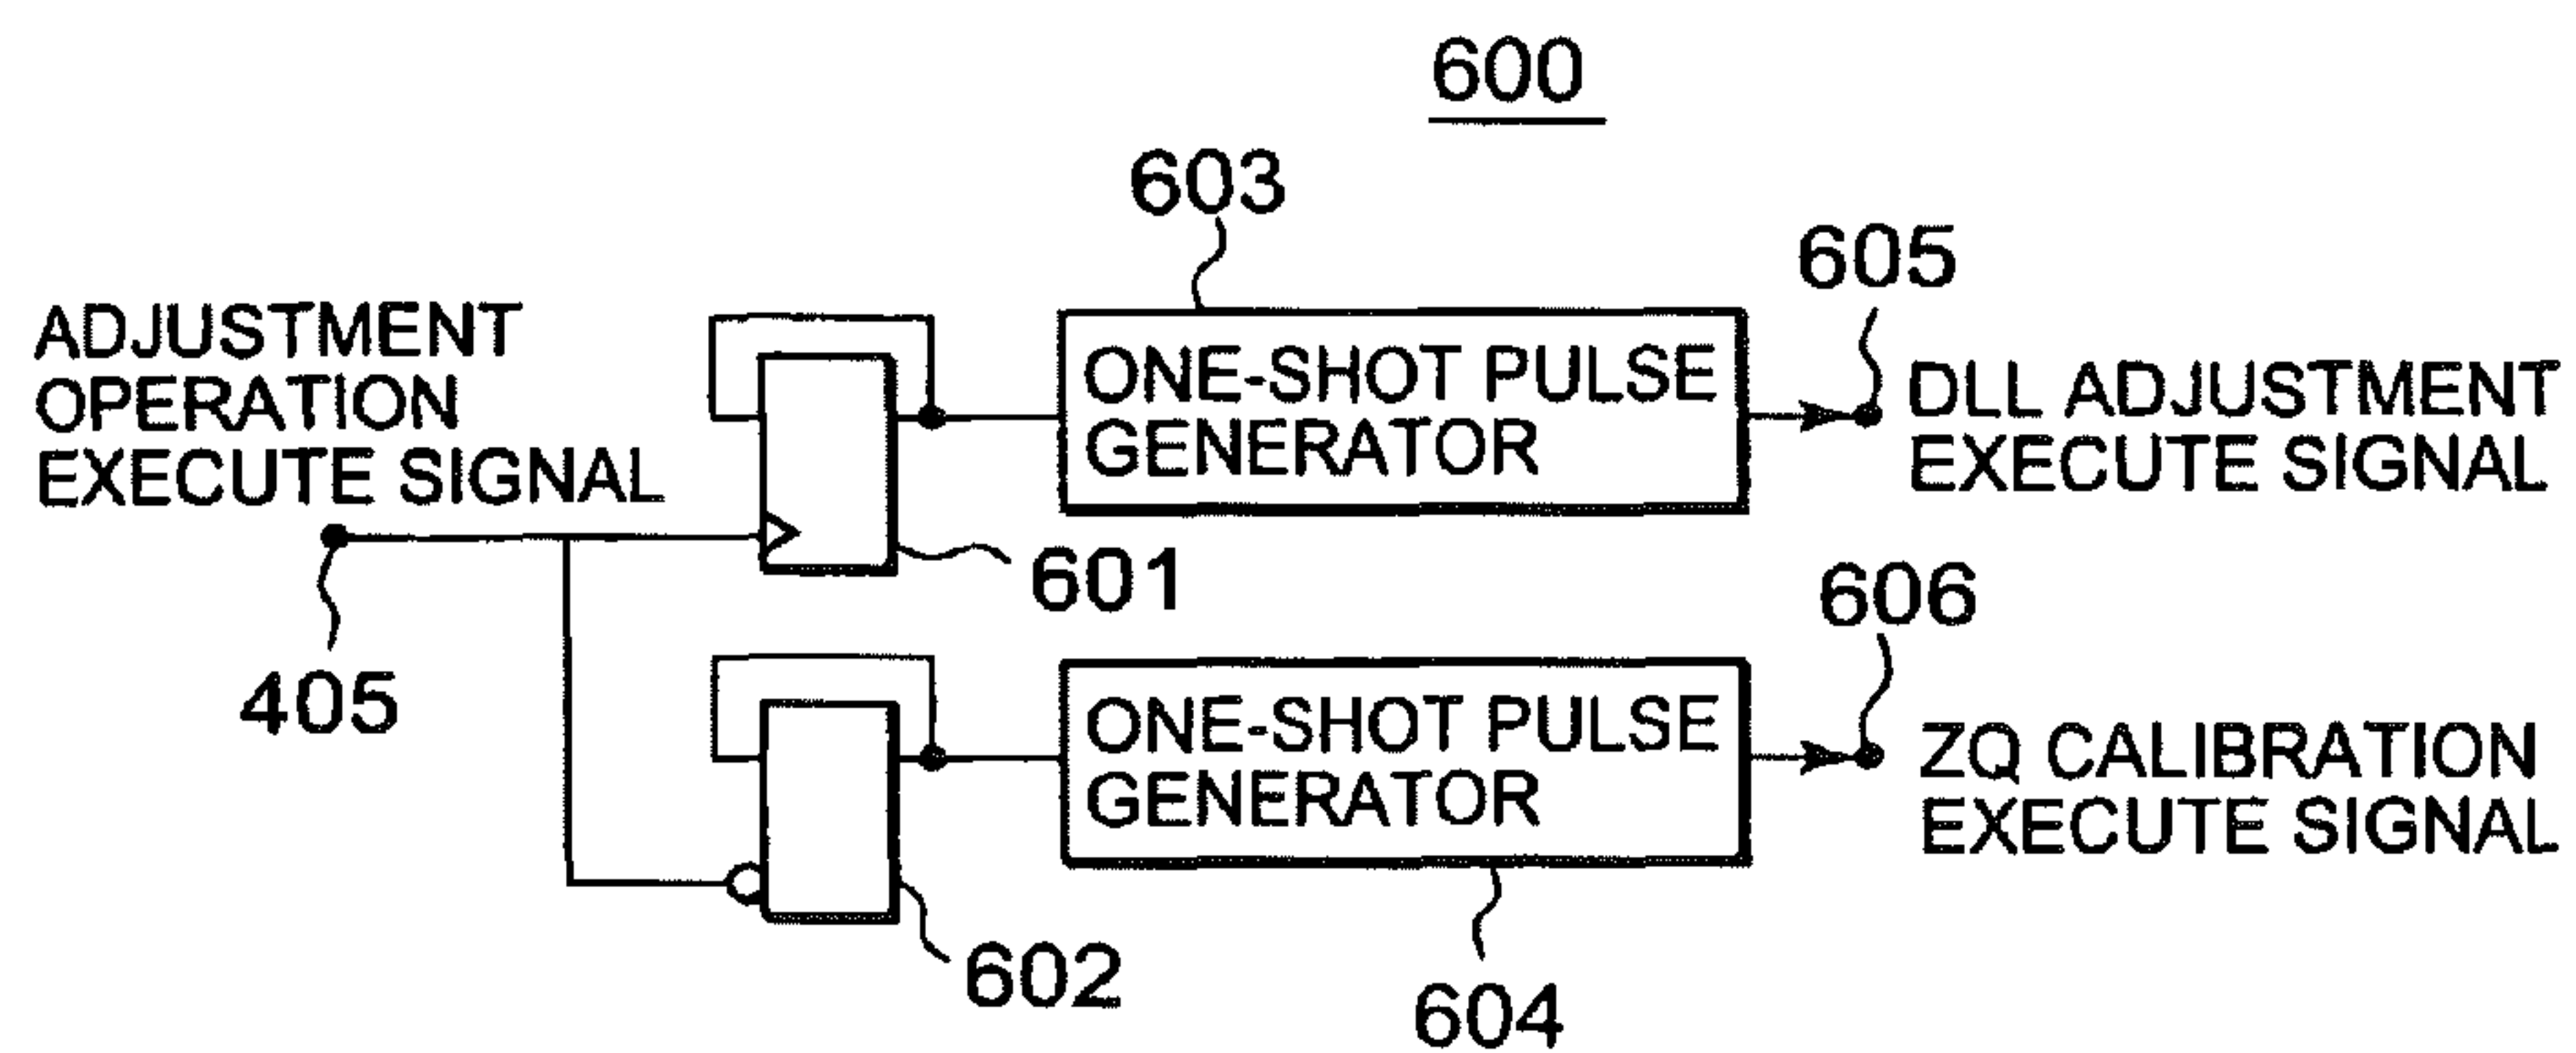 600
603
605
ADJUSTMENT
OPERATION
EXECUTE SIGNAL
ONE-SHOT PULSE
GENERATOR
DLL ADJUSTMENT
EXECUTE SIGNAL
601
405
606
ONE-SHOT PULSE
GENERATOR
ZQ CALIBRATION
EXECUTE SIGNAL
602
604